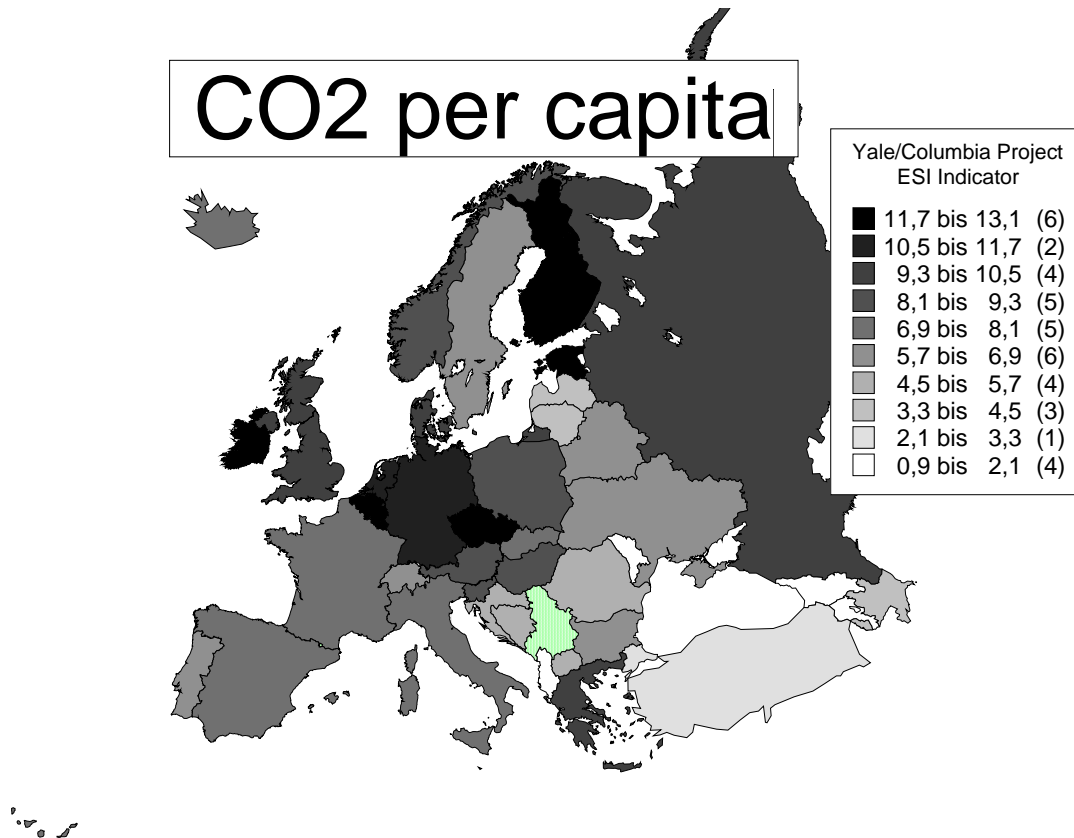 CO2 per capita
Yale/Columbia Project
ESI Indicator
11,7 bis 13,1 (6)
10,5 bis 11,7 (2)
9,3 bis 10,5 (4)
8,1 bis 9,3 (5)
6,9 bis 8,1 (5)
5,7 bis 6,9 (6)
4,5 bis 5,7 (4)
3,3 bis 4,5 (3)
2,1 bis 3,3 (1)
0,9 bis 2,1 (4)